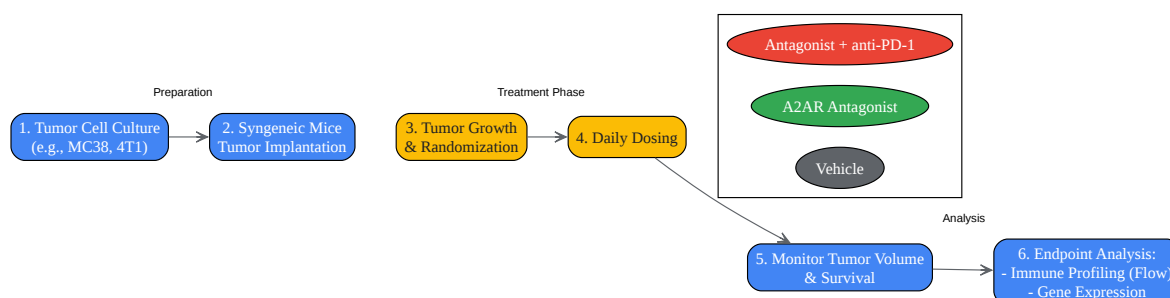 Preparation
1. Tumor Cell Culture
(e.g., MC38, 4T1)
2. Syngeneic Mice
Tumor Implantation
Treatment Phase
3. Tumor Growth
& Randomization
4. Daily Dosing
Antagonist + anti-PD-1
A2AR Antagonist
Vehicle
Analysis
5. Monitor Tumor Volume
& Survival
6. Endpoint Analysis:
- Immune Profiling (Flow)
- Gene Expression